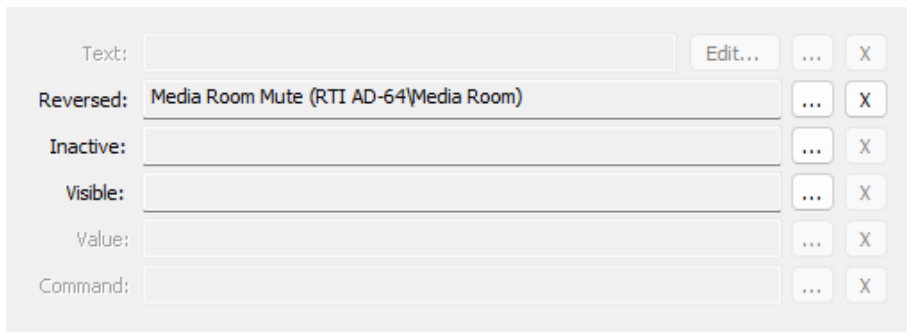 Text: Edit... ... X
Reversed: Media Room Mute (RTI AD-64\Media Room) ... X
Inactive: ... X
Visible: ... X
Value: ... X
Command: ... X